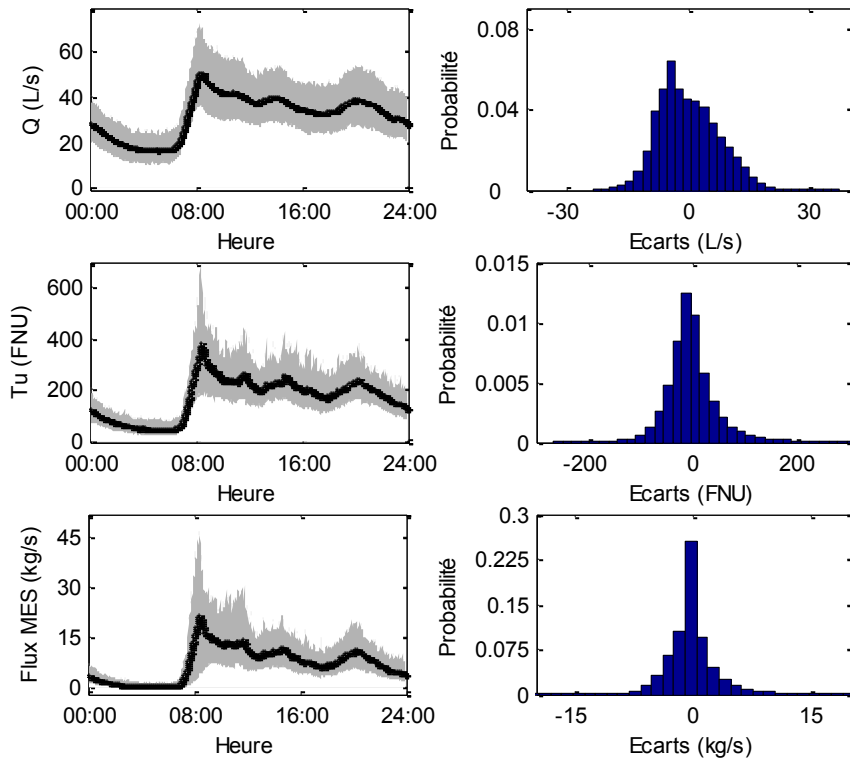 Q (L/s)
60
40
20
0
00:00 08:00 16:00 24:00
Heure
Probabilité
0.08
0.04
0
-30 0 30
Ecarts (L/s)
Tu (FNU)
600
400
200
0
00:00 08:00 16:00 24:00
Heure
Probabilité
0.015
0.01
0.005
0
-200 0 200
Ecarts (FNU)
Flux MES (kg/s)
45
30
15
0
00:00 08:00 16:00 24:00
Heure
Probabilité
0.3
0.225
0.15
0.075
0
-15 0 15
Ecarts (kg/s)